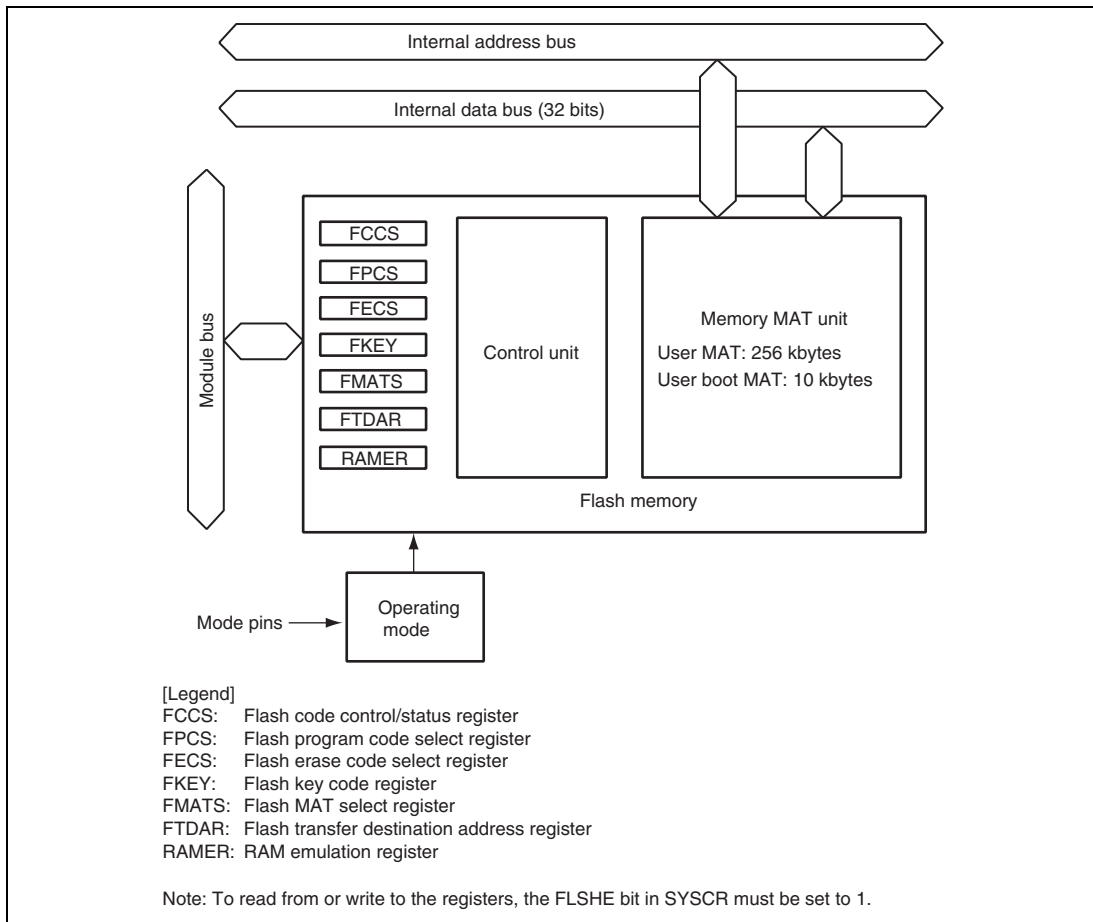 Internal address bus
Internal data bus (32 bits)
Module bus
FCCS
FPCS
FECS
FKEY
FMATS
FTDAR
RAMER
Control unit
Memory MAT unit
User MAT: 256 kbytes
User boot MAT: 10 kbytes
Flash memory
Mode pins
Operating
mode
[Legend]
FCCS: Flash code control/status register
FPCS: Flash program code select register
FECS: Flash erase code select register
FKEY: Flash key code register
FMATS: Flash MAT select register
FTDAR: Flash transfer destination address register
RAMER: RAM emulation register
Note: To read from or write to the registers, the FLSHE bit in SYSCR must be set to 1.